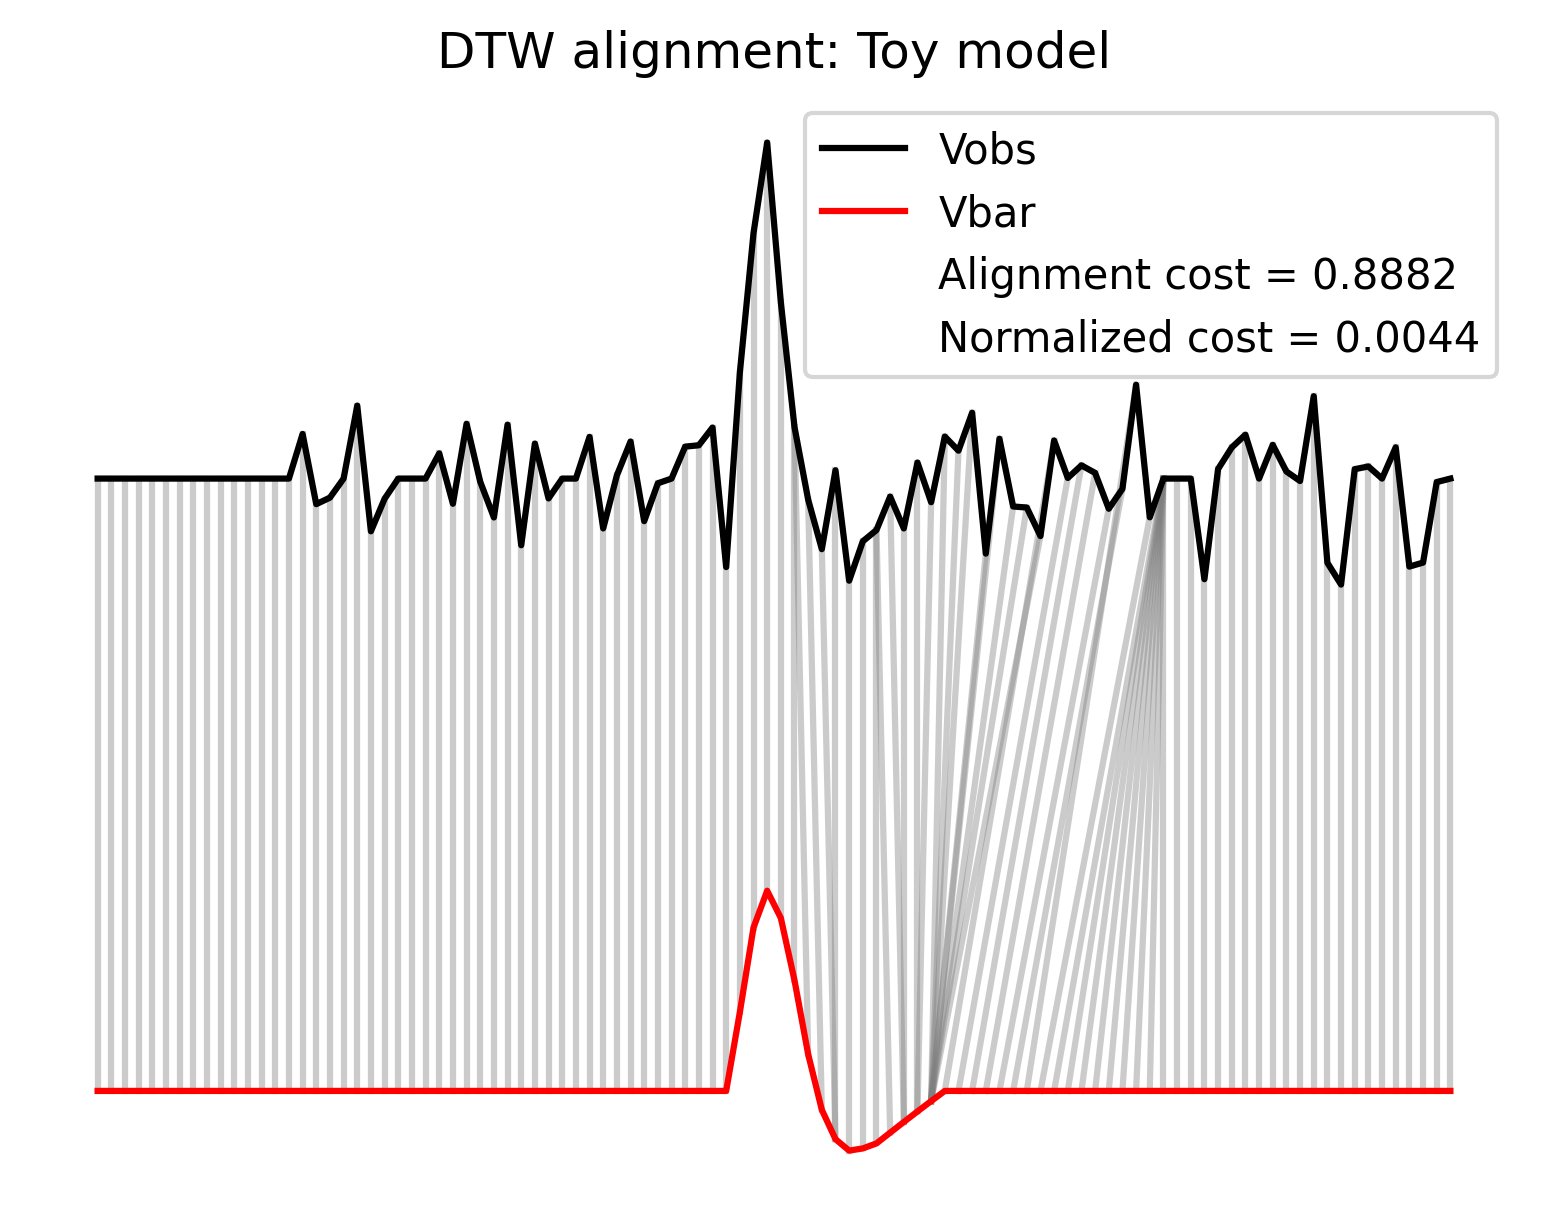 DTW alignment: Toy model
Vobs
Vbar
Alignment cost = 0.8882
Normalized cost = 0.0044